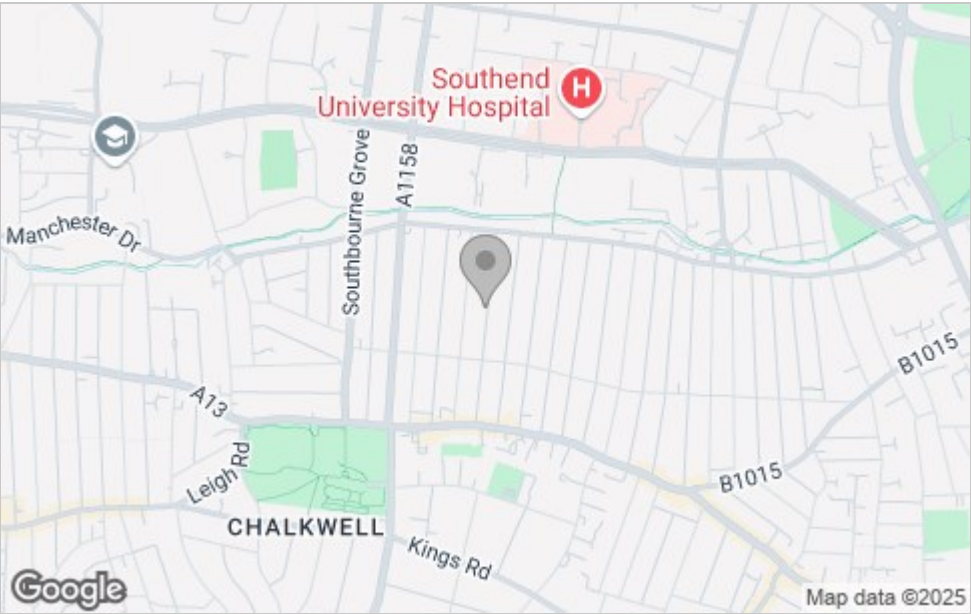 Southend
University Hospital
H
Southbourne Grove
A1158
Manchester Dr
B1015
A13
Leigh Rd
B1015
CHALKWELL
Kings Rd
Google
Map data ©2025